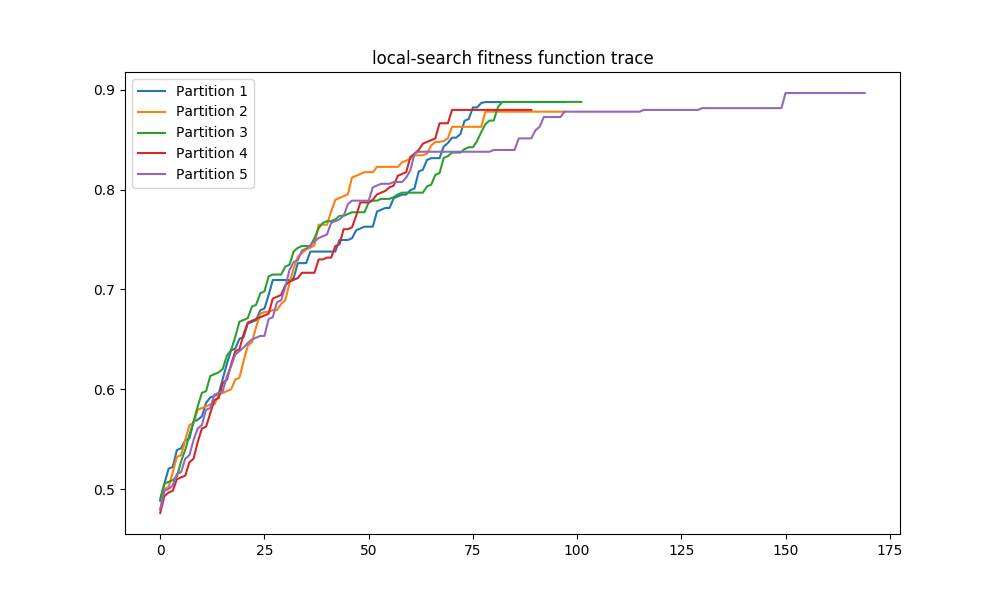 local-search fitness function trace
Partition 1
Partition 2
Partition 3
Partition 4
Partition 5
0.9
0.8
0.7
0.6
0.5
0 25 50 75 100 125 150 175